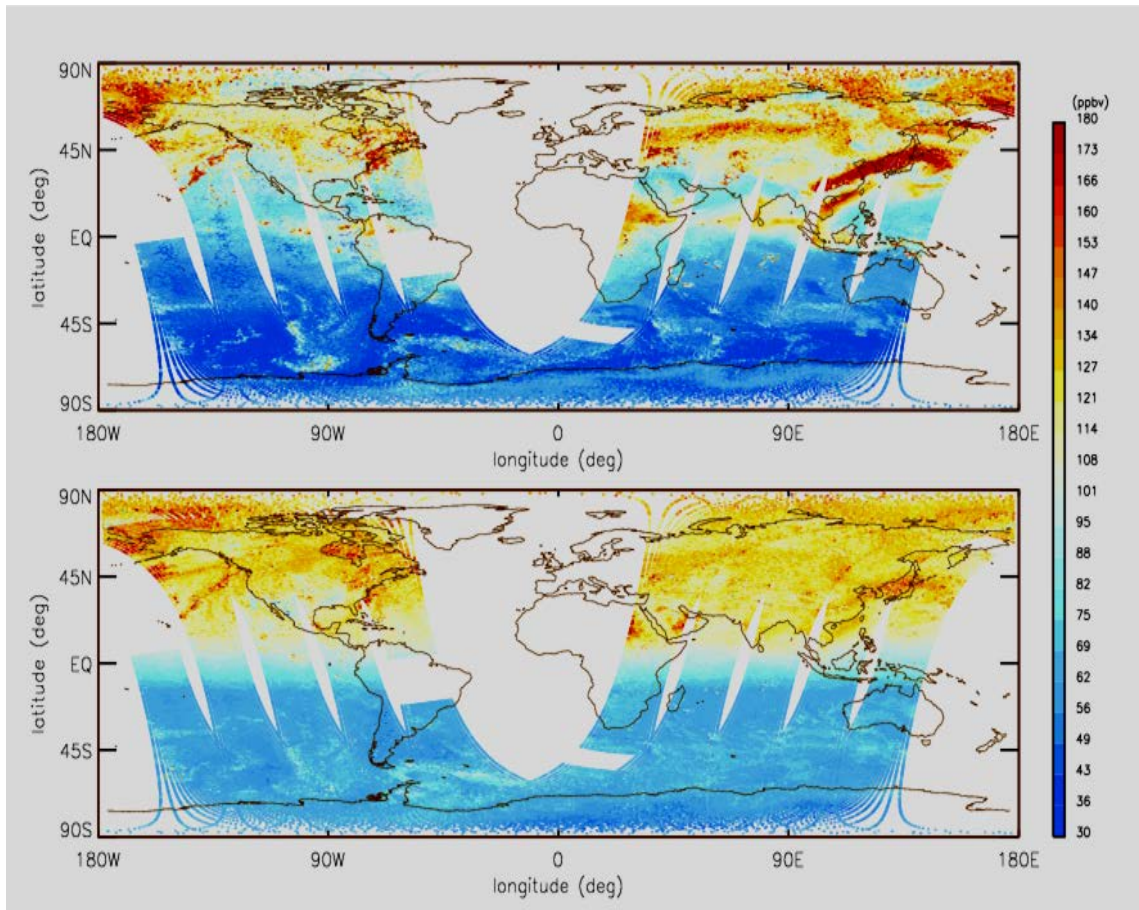 90N
45N
EQ
45S
90S
latitude (deg)
180W 90W 0 90E 180E
longitude (deg)
(ppbv)
180
173
166
160
153
147
140
134
127
121
114
108
101
95
88
82
75
69
62
56
49
43
36
30
90N
45N
EQ
45S
90S
latitude (deg)
180W 90W 0 90E 180E
longitude (deg)